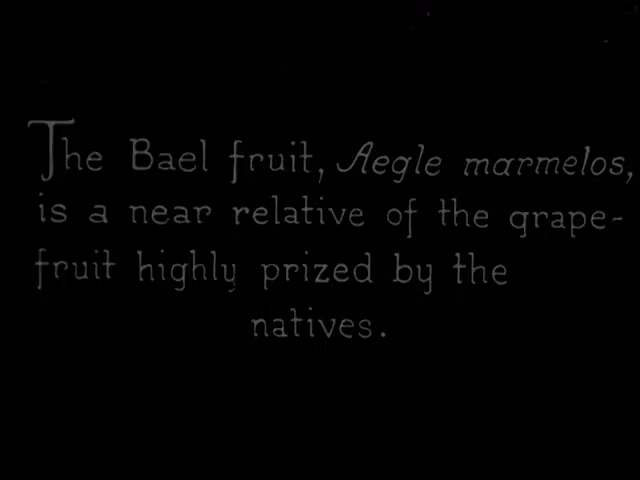 The Bael fruit, Aegle marmelos,
is a near relative of the grape-
fruit highly prized by the
natives.